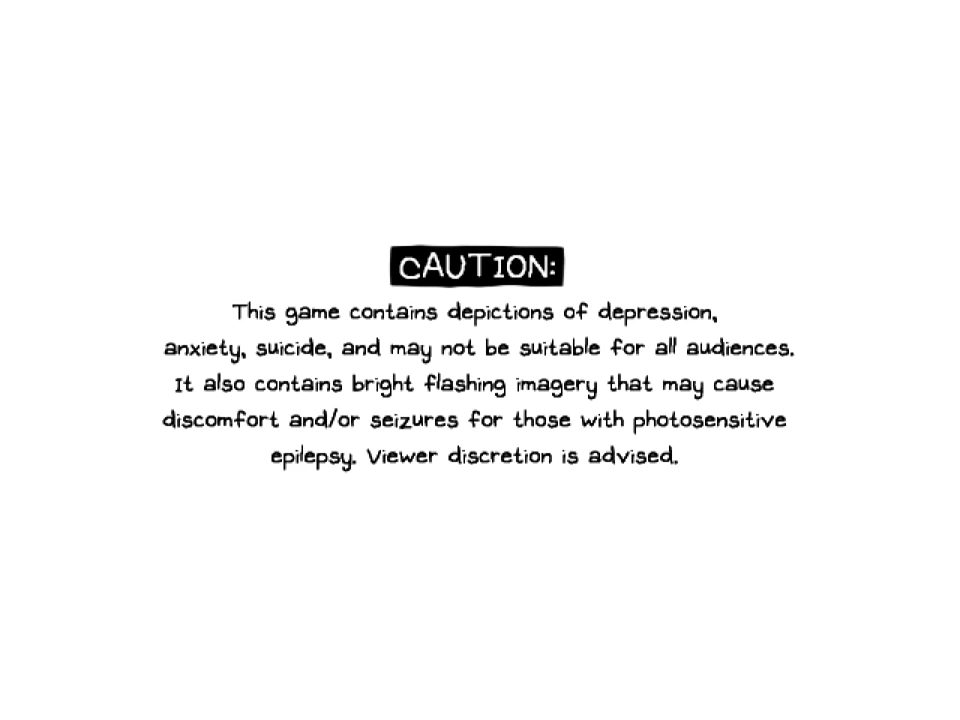 CAUTION:
This game contains depictions of depression,
anxiety, suicide, and may not be suitable for all audiences.
It also contains bright flashing imagery that may cause
discomfort and/or seizures for those with photosensitive
epilepsy. Viewer discretion is advised.